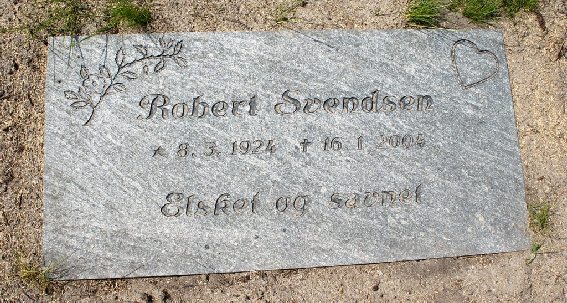 Robert Svendsen
* 8.3.1924 † 16.1.2004
Elsket og savnet